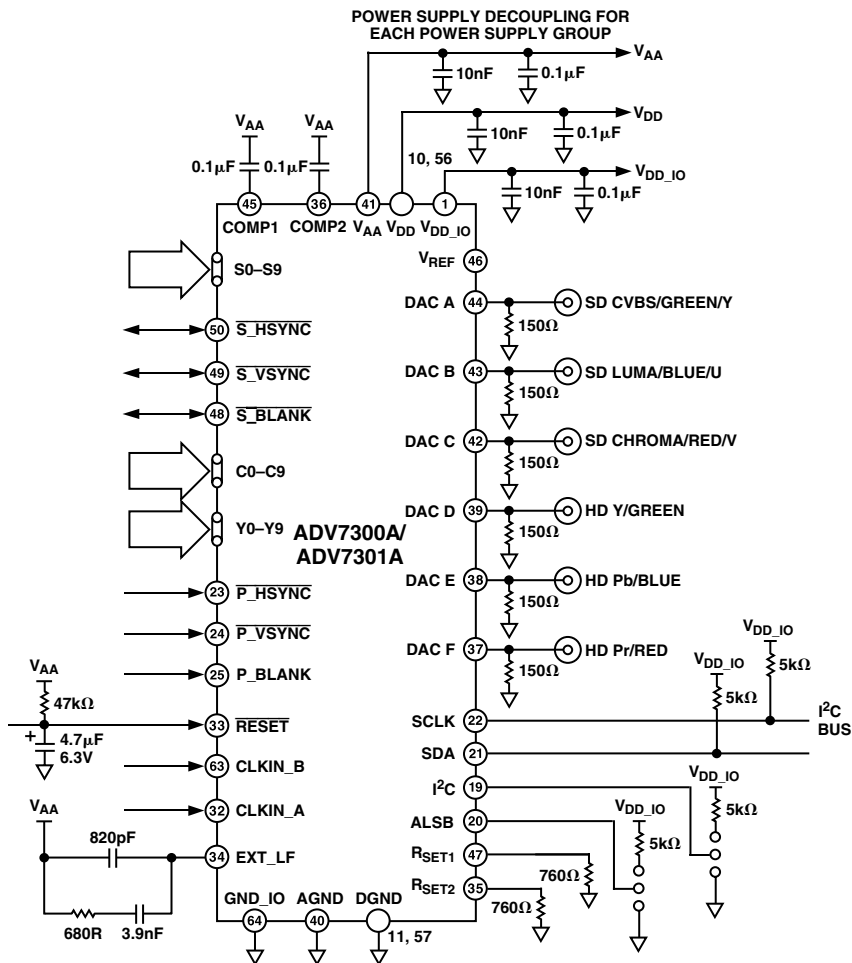 POWER SUPPLY DECOUPLING FOR
EACH POWER SUPPLY GROUP
VAA
10nF
0.1μF
VDD
10nF
0.1μF
10, 56
VDD_IO
10nF
0.1μF
VAA
VAA
0.1μF
0.1μF
45
36
41
1
COMP1
COMP2
VAA
VDD
VDD_IO
S0–S9
VREF
46
50
S_HSYNC
DAC A
44
SD CVBS/GREEN/Y
150Ω
49
S_VSYNC
DAC B
43
SD LUMA/BLUE/U
150Ω
48
S_BLANK
DAC C
42
SD CHROMA/RED/V
150Ω
C0–C9
Y0–Y9
DAC D
39
HD Y/GREEN
150Ω
ADV7300A/
ADV7301A
23
P_HSYNC
DAC E
38
HD Pb/BLUE
150Ω
24
P_VSYNC
DAC F
37
HD Pr/RED
150Ω
25
P_BLANK
VAA
47kΩ
33
RESET
+
4.7μF
6.3V
VDD_IO
5kΩ
VDD_IO
5kΩ
SCLK
22
I²C
BUS
SDA
21
63
CLKIN_B
I²C
19
VDD_IO
5kΩ
32
CLKIN_A
ALSB
20
VDD_IO
5kΩ
VAA
820pF
34
EXT_LF
RSET1
47
760Ω
RSET2
35
760Ω
680R
3.9nF
GND_IO
AGND
DGND
64
40
11, 57